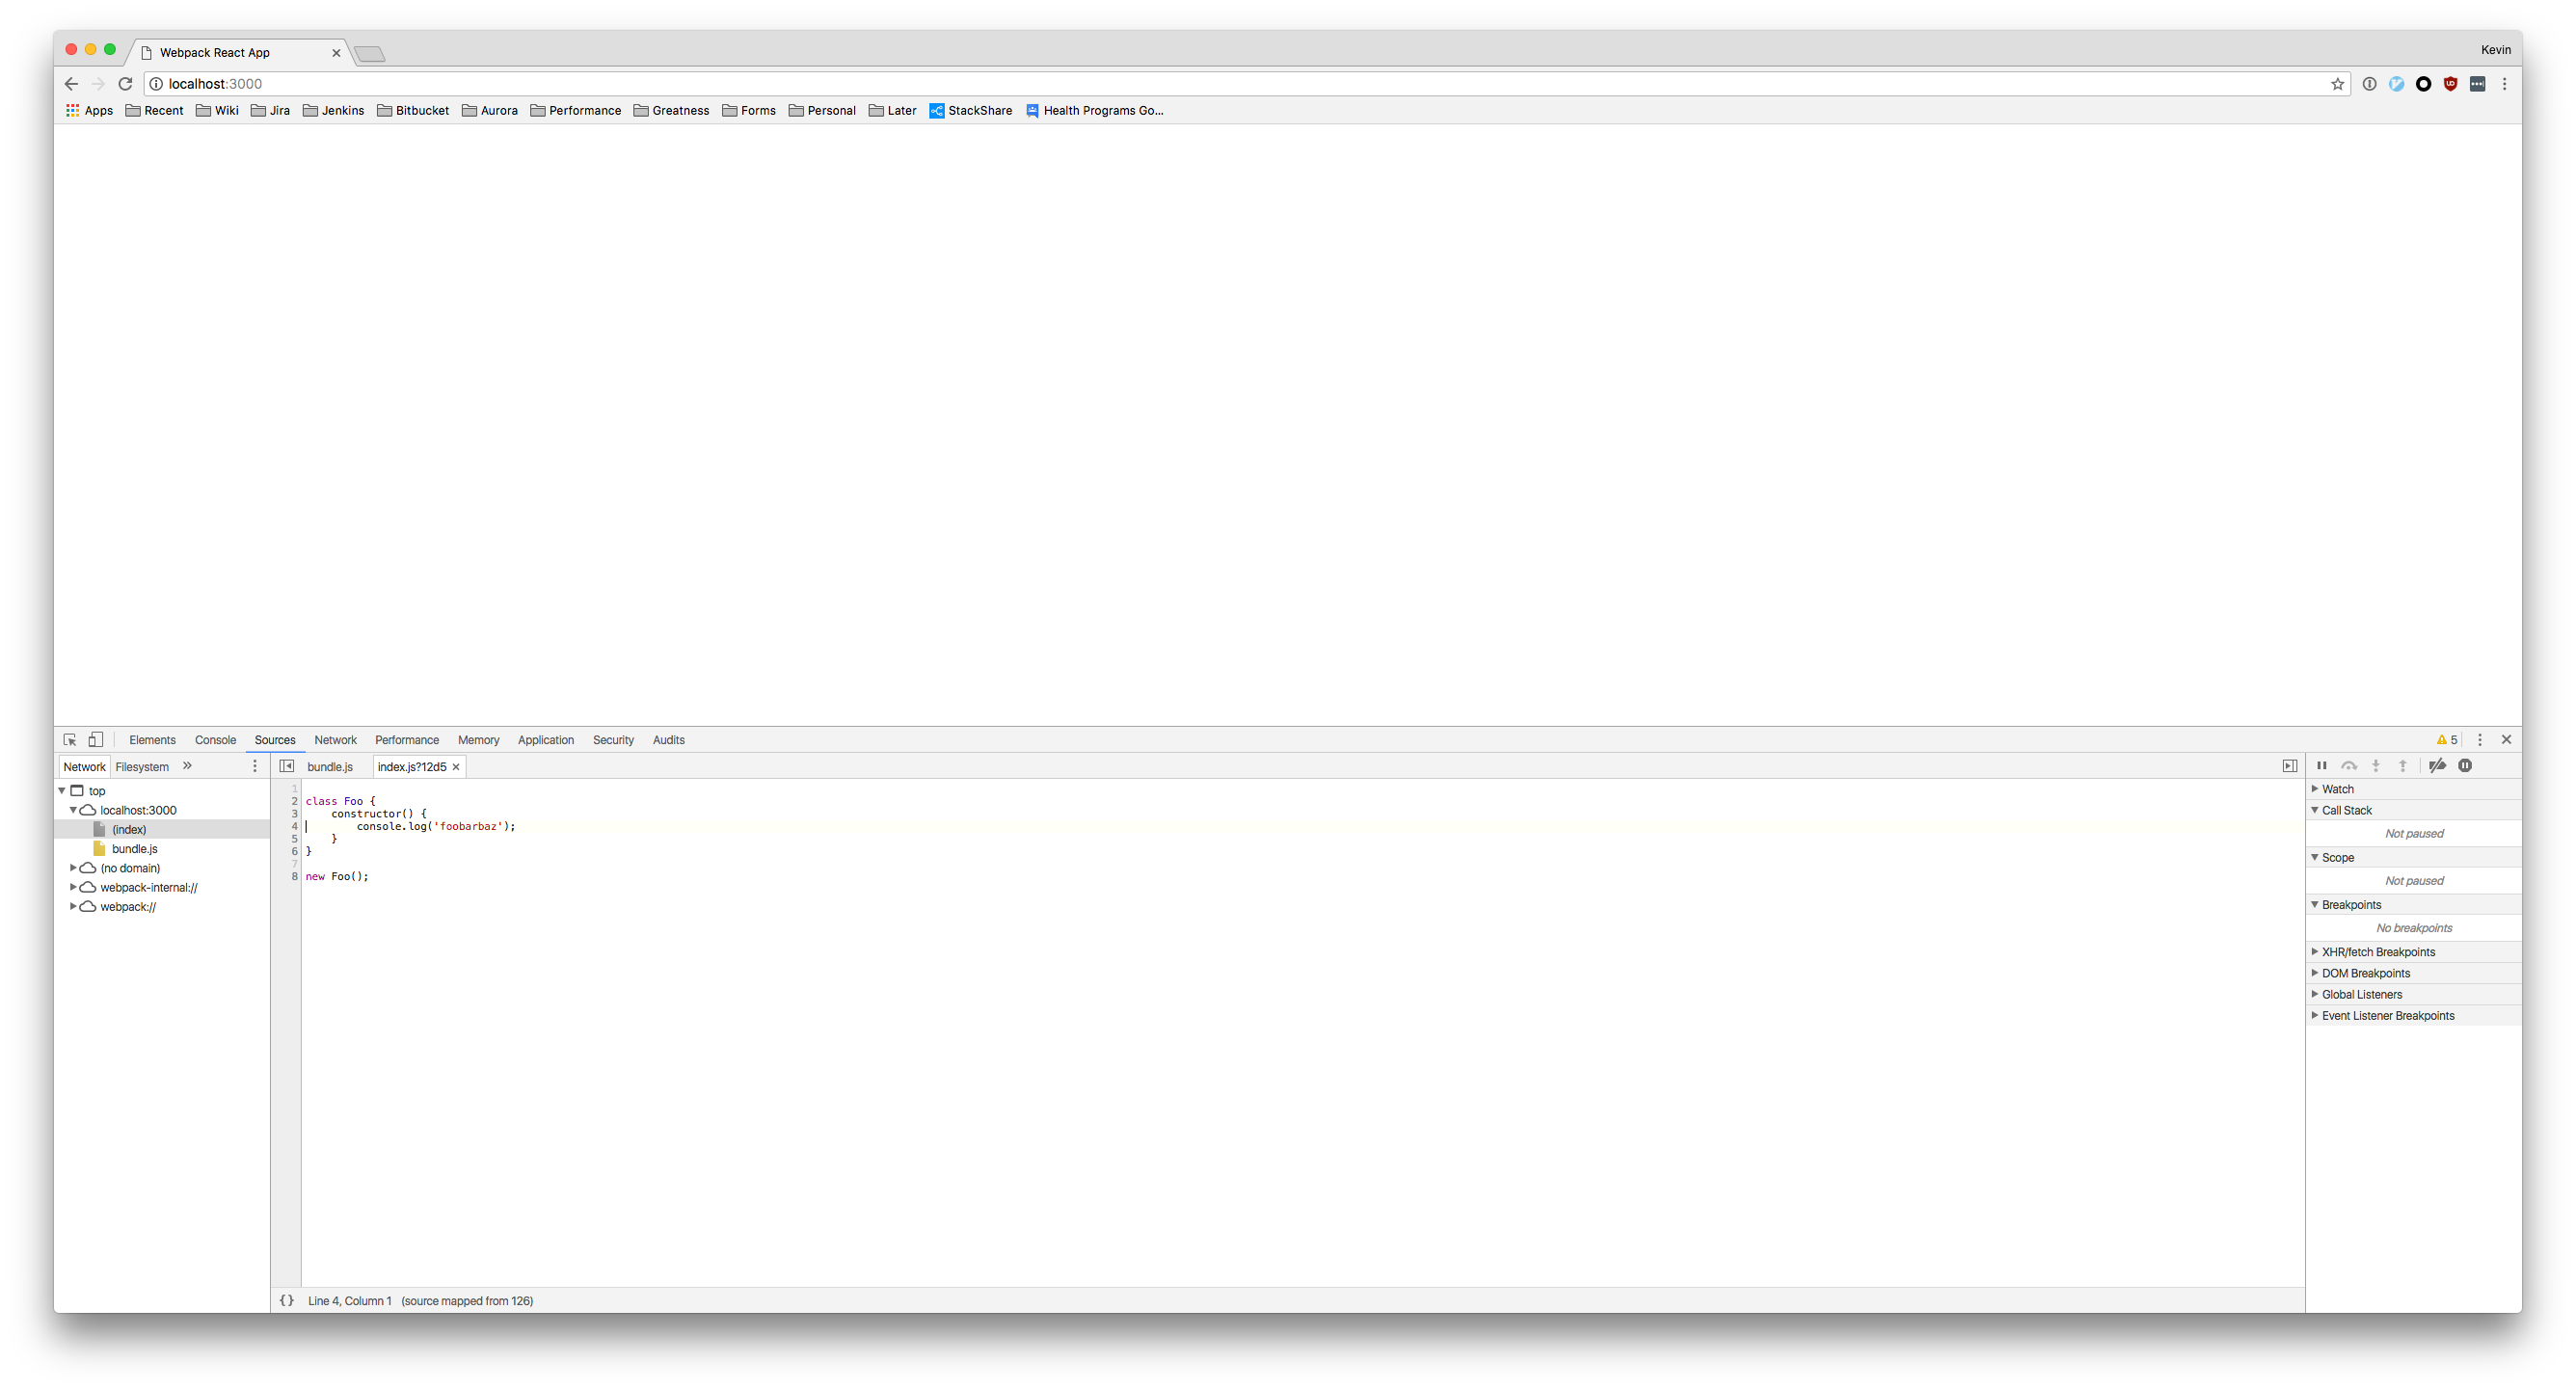 Webpack React App
Kevin
localhost:3000
Apps Recent Wiki Jira Jenkins Bitbucket Aurora Performance Greatness Forms Personal Later StackShare Health Programs Go...
Elements Console Sources Network Performance Memory Application Security Audits 5
Network Filesystem » bundle.js index.js?12d5
top
localhost:3000
(index)
bundle.js
(no domain)
webpack-internal://
webpack://
1
2 class Foo {
3 constructor() {
4 console.log('foobarbaz');
5 }
6 }
7
8 new Foo();
{} Line 4, Column 1 (source mapped from 126)
Watch
Call Stack
Not paused
Scope
Not paused
Breakpoints
No breakpoints
XHR/fetch Breakpoints
DOM Breakpoints
Global Listeners
Event Listener Breakpoints